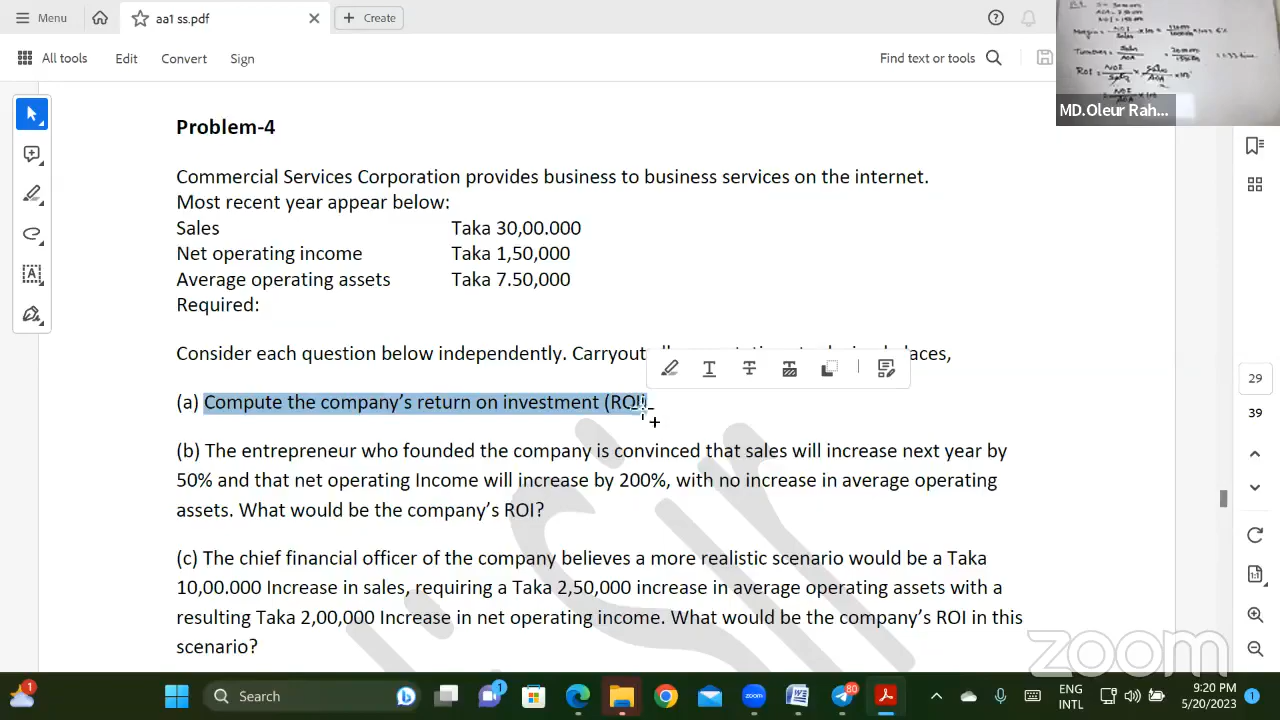 Menu
aa1 ss.pdf
Create
All tools Edit Convert Sign Find text or tools
Problem-4
Commercial Services Corporation provides business to business services on the internet.
Most recent year appear below:
Sales Taka 30,00.000
Net operating income Taka 1,50,000
Average operating assets Taka 7.50,000
Required:
Consider each question below independently. Carryout laces,
(a) Compute the company's return on investment (ROI
(b) The entrepreneur who founded the company is convinced that sales will increase next year by
50% and that net operating Income will increase by 200%, with no increase in average operating
assets. What would be the company's ROI?
(c) The chief financial officer of the company believes a more realistic scenario would be a Taka
10,00.000 Increase in sales, requiring a Taka 2,50,000 increase in average operating assets with a
resulting Taka 2,00,000 Increase in net operating income. What would be the company's ROI in this
scenario?
MD.Oleur Rah...
29
39
zoom
Search
zoom
80
1
1
ENG
INTL
9:20 PM
5/20/2023
1